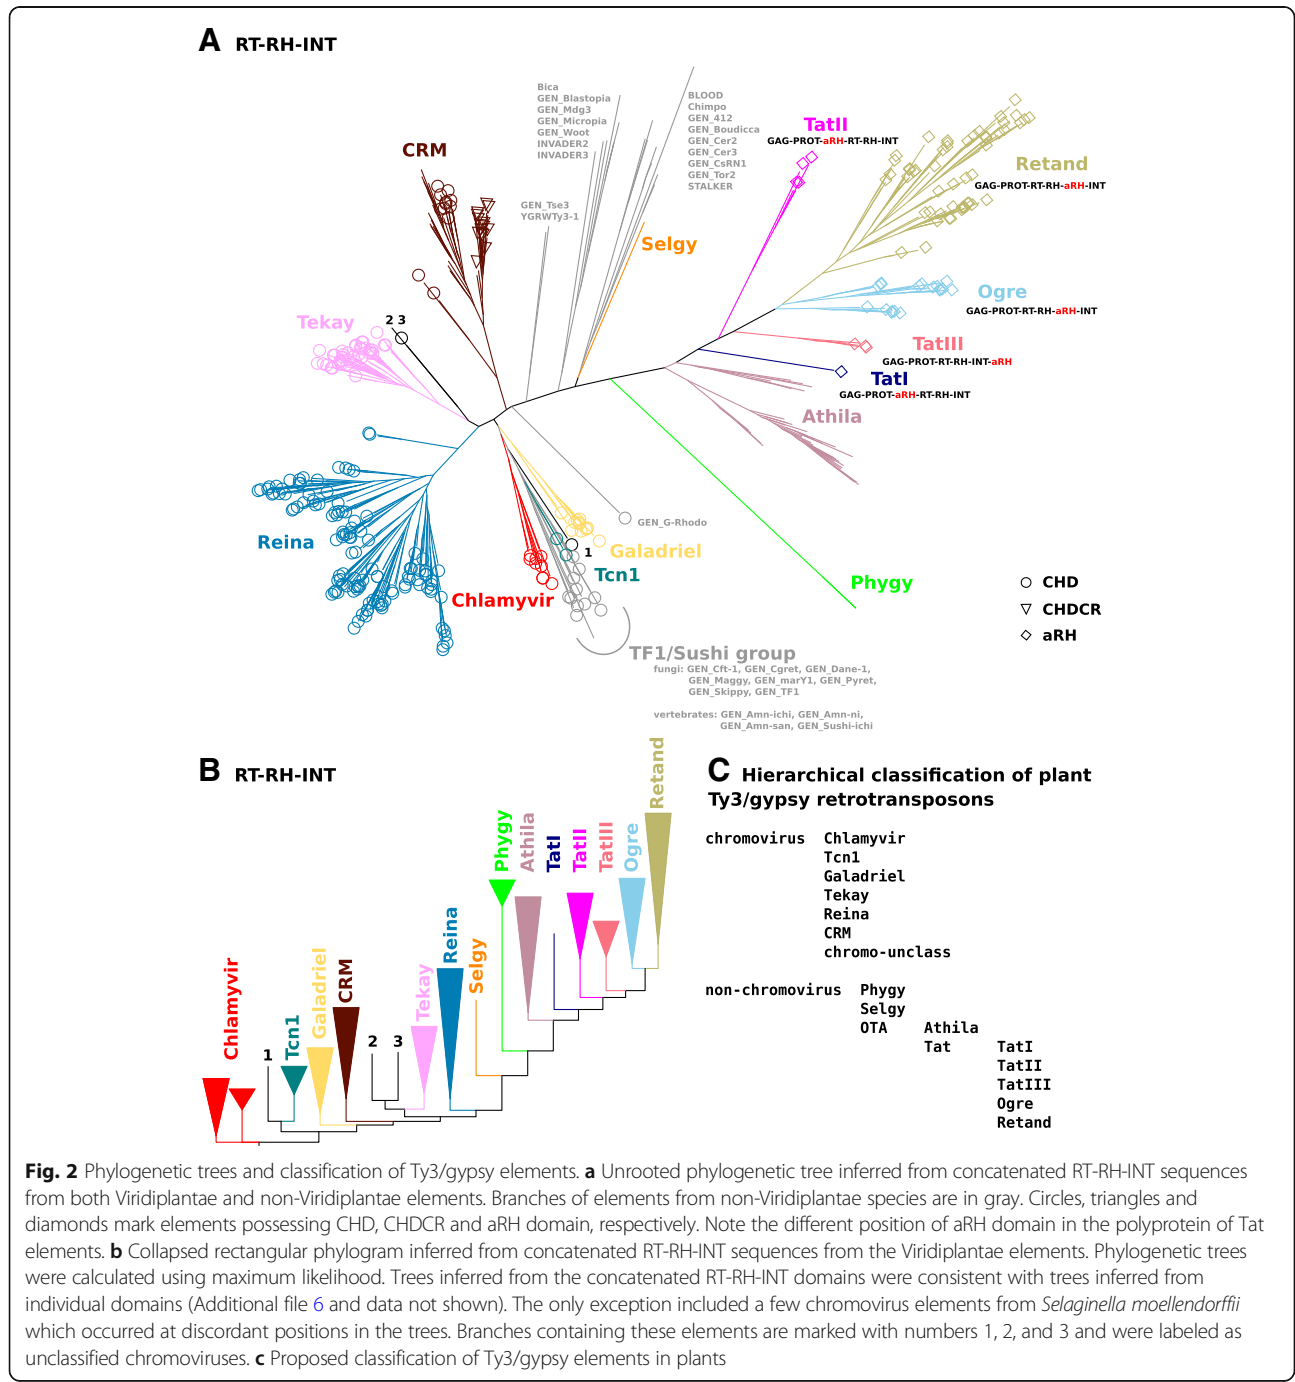 A RT-RH-INT
Bica
GEN_Blastopia
GEN_Mdg3
GEN_Micropia
GEN_Woot
INVADER2
INVADER3
BLOOD
Chimpo
GEN_412
GEN_Boudicca
GEN_Cer2
GEN_Cer3
GEN_CsRN1
GEN_Tor2
STALKER
TatII
GAG-PROT-aRH-RT-RH-INT
CRM
Retand
GAG-PROT-RT-RH-aRH-INT
GEN_Tse3
YGRWTy3-1
Selgy
Ogre
GAG-PROT-RT-RH-aRH-INT
Tekay
2 3
TatIII
GAG-PROT-RT-RH-INT-aRH
TatI
GAG-PROT-aRH-RT-RH-INT
Athila
GEN_G-Rhodo
Reina
1
Galadriel
Tcn1
Chlamyvir
Phygy
CHD
CHDCR
aRH
TF1/Sushi group
fungi: GEN_Cft-1, GEN_Cgret, GEN_Dane-1,
GEN_Maggy, GEN_marY1, GEN_Pyret,
GEN_Skippy, GEN_TF1
vertebrates: GEN_Amn-ichi, GEN_Amn-ni,
GEN_Amn-san, GEN_Sushi-ichi
B RT-RH-INT
Chlamyvir
1
Tcn1
Galadriel
CRM
2
3
Tekay
Reina
Selgy
Phygy
Athila
TatI
TatII
TatIII
Ogre
Retand
C Hierarchical classification of plant
Ty3/gypsy retrotransposons
chromovirus Chlamyvir
Tcn1
Galadriel
Tekay
Reina
CRM
chromo-unclass
non-chromovirus Phygy
Selgy
OTA Athila
Tat TatI
TatII
TatIII
Ogre
Retand
Fig. 2 Phylogenetic trees and classification of Ty3/gypsy elements. a Unrooted phylogenetic tree inferred from concatenated RT-RH-INT sequences
from both Viridiplantae and non-Viridiplantae elements. Branches of elements from non-Viridiplantae species are in gray. Circles, triangles and
diamonds mark elements possessing CHD, CHDCR and aRH domain, respectively. Note the different position of aRH domain in the polyprotein of Tat
elements. b Collapsed rectangular phylogram inferred from concatenated RT-RH-INT sequences from the Viridiplantae elements. Phylogenetic trees
were calculated using maximum likelihood. Trees inferred from the concatenated RT-RH-INT domains were consistent with trees inferred from
individual domains (Additional file 6 and data not shown). The only exception included a few chromovirus elements from Selaginella moellendorffii
which occurred at discordant positions in the trees. Branches containing these elements are marked with numbers 1, 2, and 3 and were labeled as
unclassified chromoviruses. c Proposed classification of Ty3/gypsy elements in plants